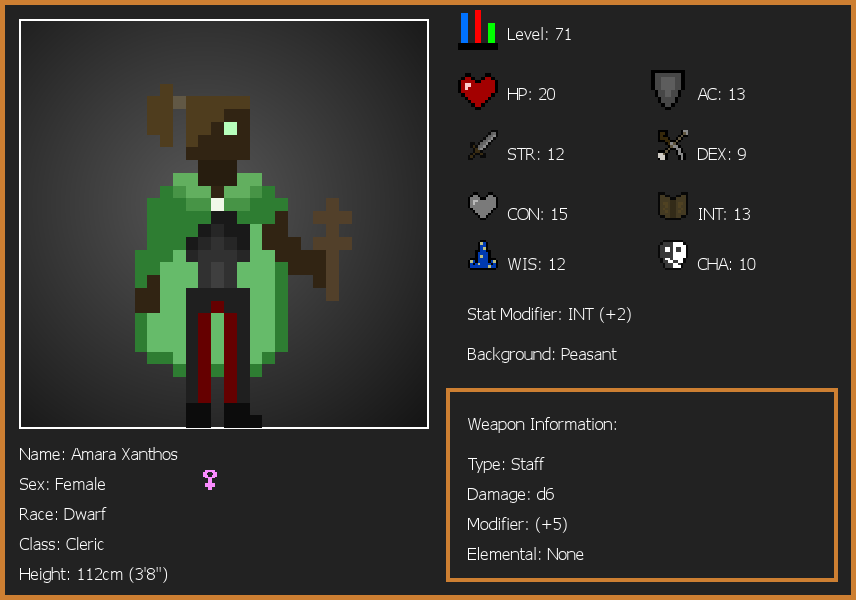 Level: 71
HP: 20
AC: 13
STR: 12
DEX: 9
CON: 15
INT: 13
WIS: 12
CHA: 10
Stat Modifier: INT (+2)
Background: Peasant
Weapon Information:
Type: Staff
Damage: d6
Modifier: (+5)
Elemental: None
Name: Amara Xanthos
Sex: Female
Race: Dwarf
Class: Cleric
Height: 112cm (3'8")